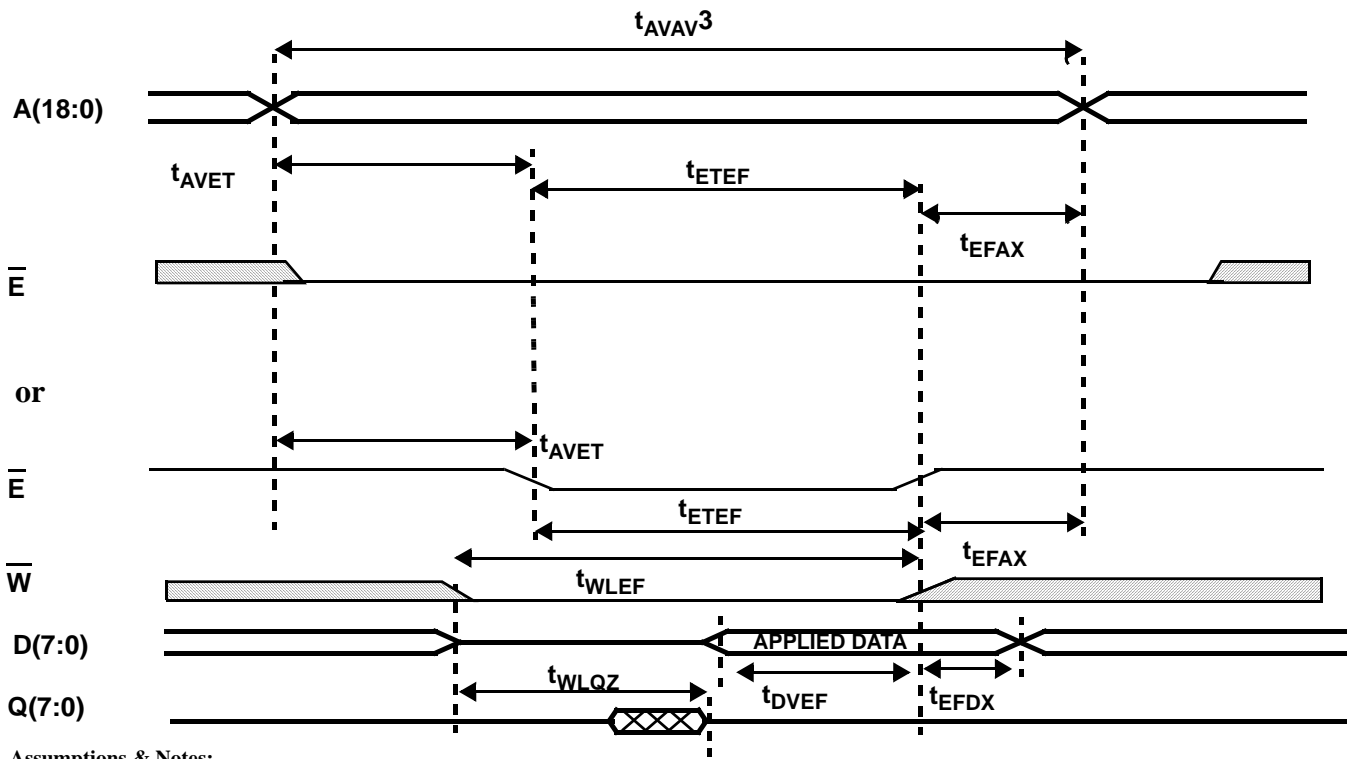 tAVAV3
A(18:0)
tAVET
tETEF
tEFAX
E̅
or
tAVET
E̅
tETEF
tEFAX
W̅
tWLEF
D(7:0)
APPLIED DATA
tWLQZ
tDVEF
tEFDX
Q(7:0)
Assumptions & Notes: